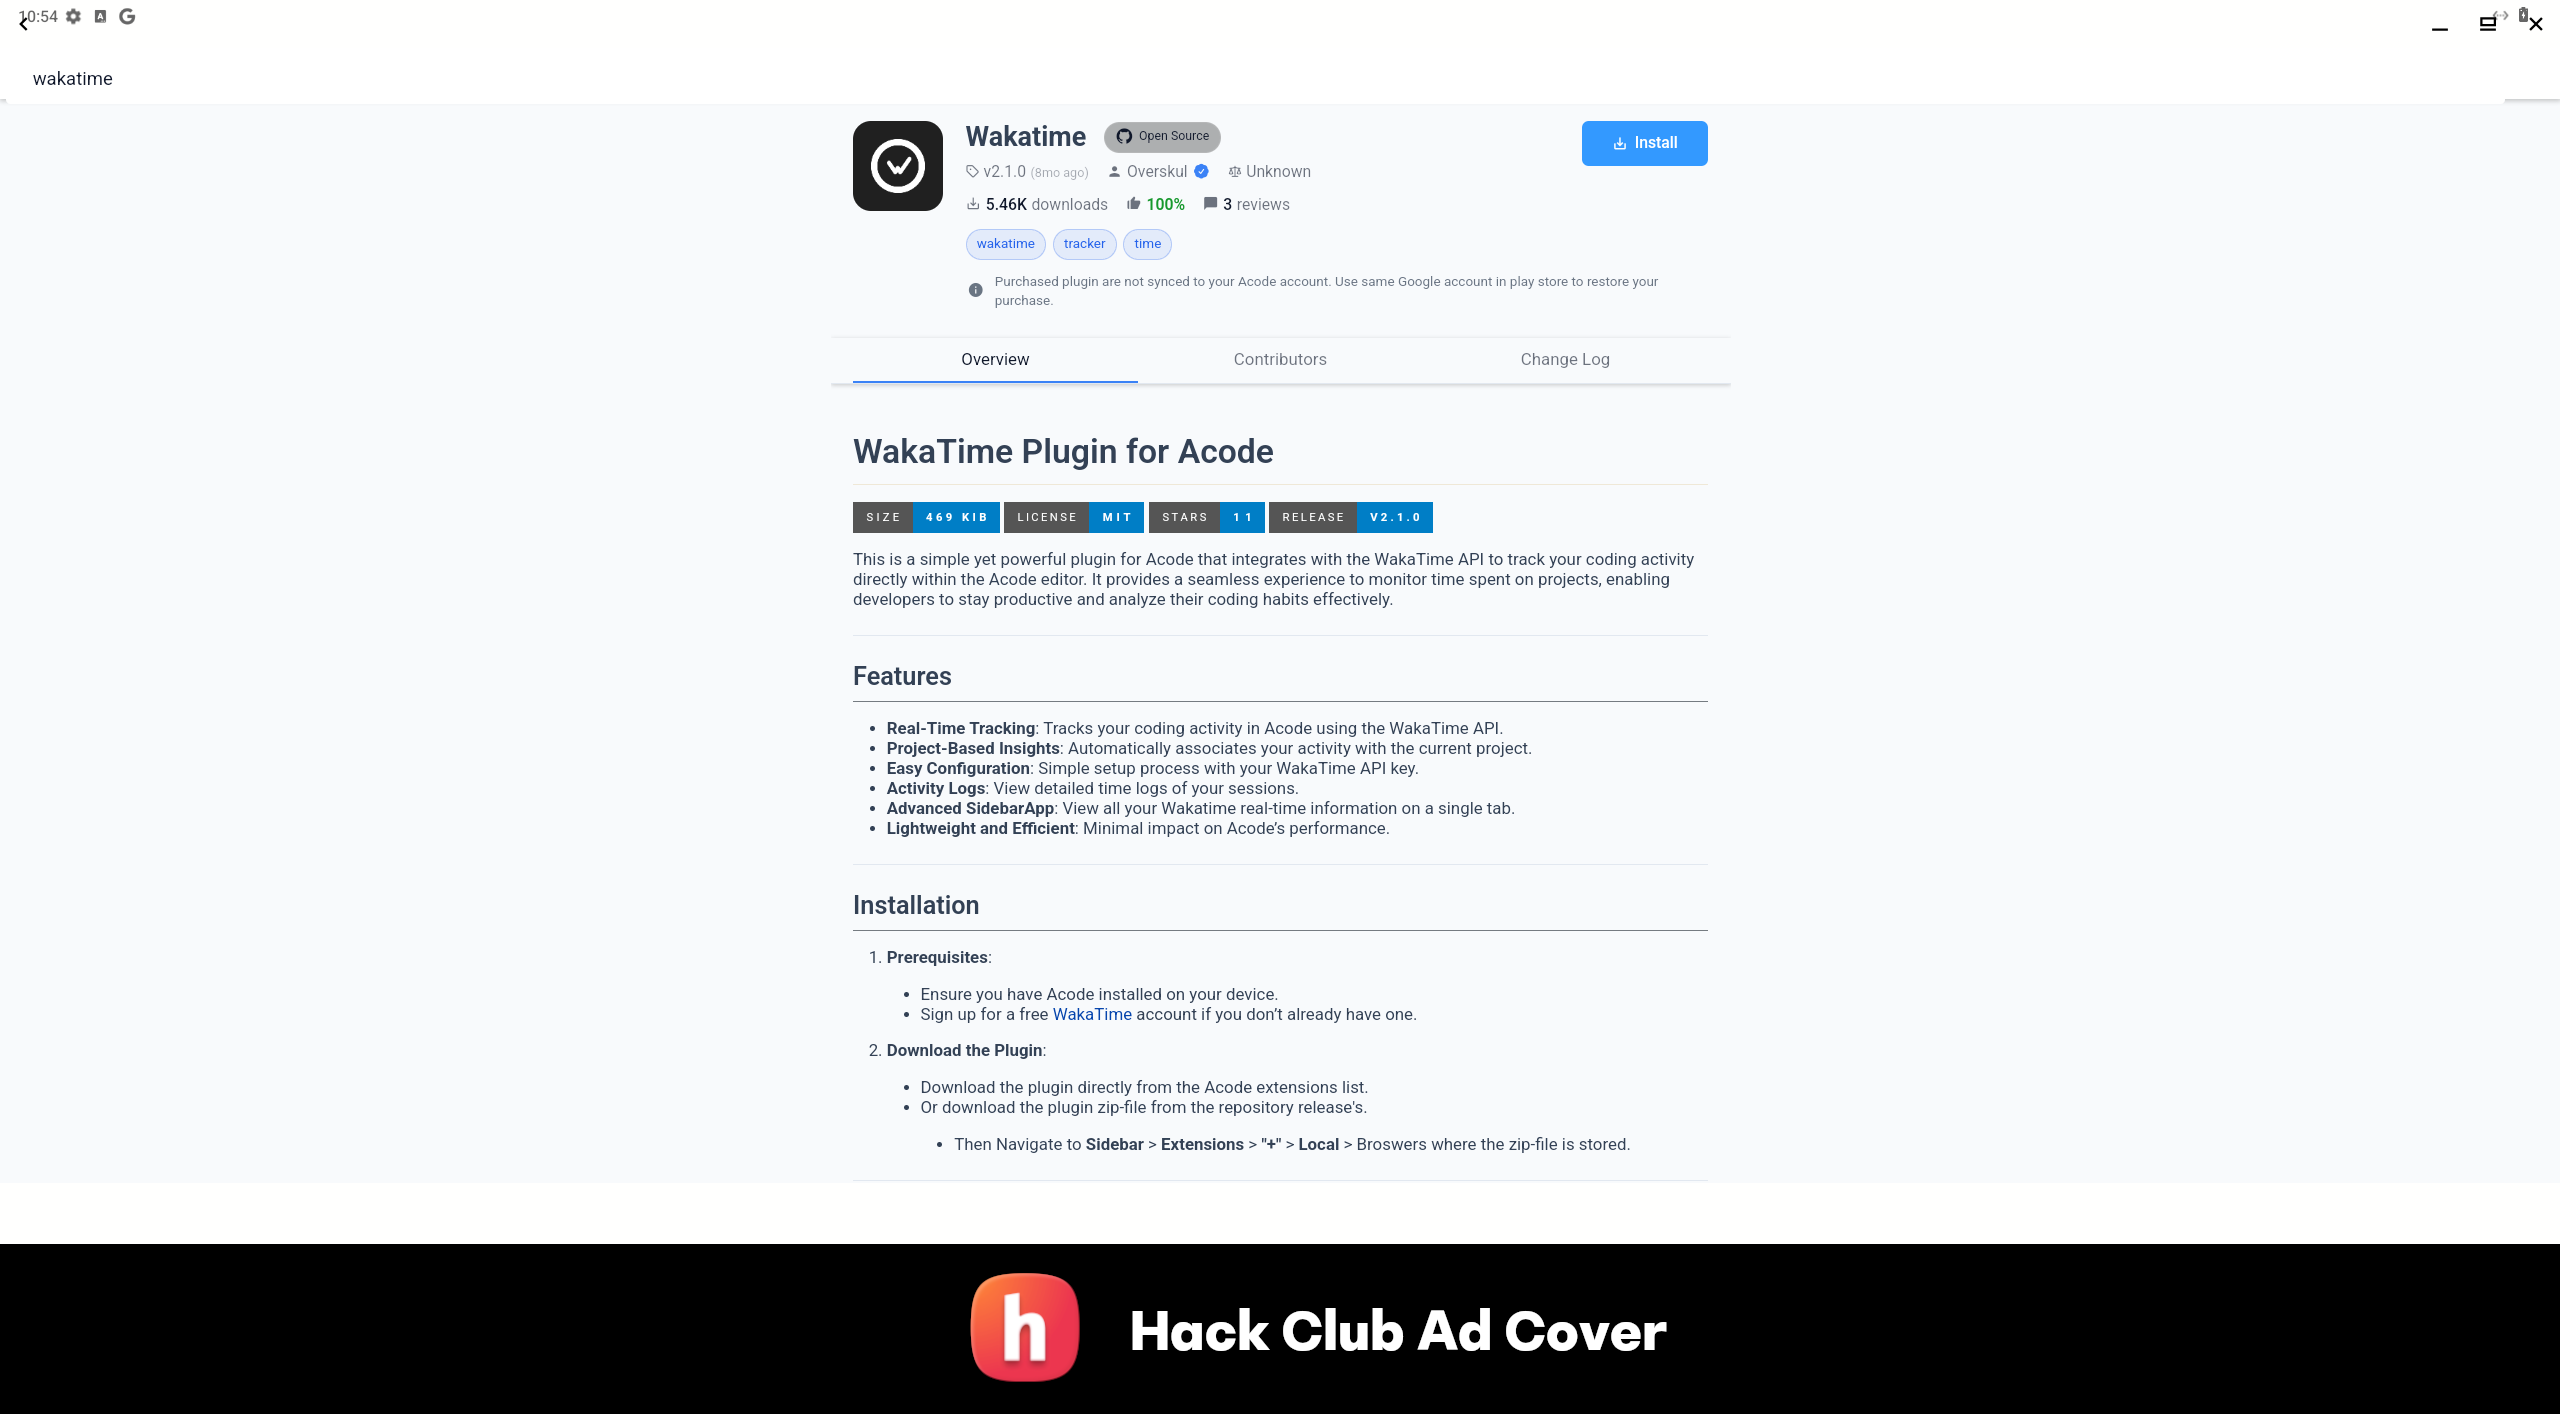 10:54
wakatime
Wakatime Open Source
Install
v2.1.0 (8mo ago) Overskul Unknown
5.46K downloads 100% 3 reviews
wakatime tracker time
Purchased plugin are not synced to your Acode account. Use same Google account in play store to restore your
purchase.
Overview Contributors Change Log
WakaTime Plugin for Acode
SIZE 469 KIB LICENSE MIT STARS 11 RELEASE V2.1.0
This is a simple yet powerful plugin for Acode that integrates with the WakaTime API to track your coding activity
directly within the Acode editor. It provides a seamless experience to monitor time spent on projects, enabling
developers to stay productive and analyze their coding habits effectively.
Features
• Real-Time Tracking: Tracks your coding activity in Acode using the WakaTime API.
• Project-Based Insights: Automatically associates your activity with the current project.
• Easy Configuration: Simple setup process with your WakaTime API key.
• Activity Logs: View detailed time logs of your sessions.
• Advanced SidebarApp: View all your Wakatime real-time information on a single tab.
• Lightweight and Efficient: Minimal impact on Acode’s performance.
Installation
1. Prerequisites:
• Ensure you have Acode installed on your device.
• Sign up for a free WakaTime account if you don’t already have one.
2. Download the Plugin:
• Download the plugin directly from the Acode extensions list.
• Or download the plugin zip-file from the repository release's.
• Then Navigate to Sidebar > Extensions > "+" > Local > Broswers where the zip-file is stored.
h Hack Club Ad Cover